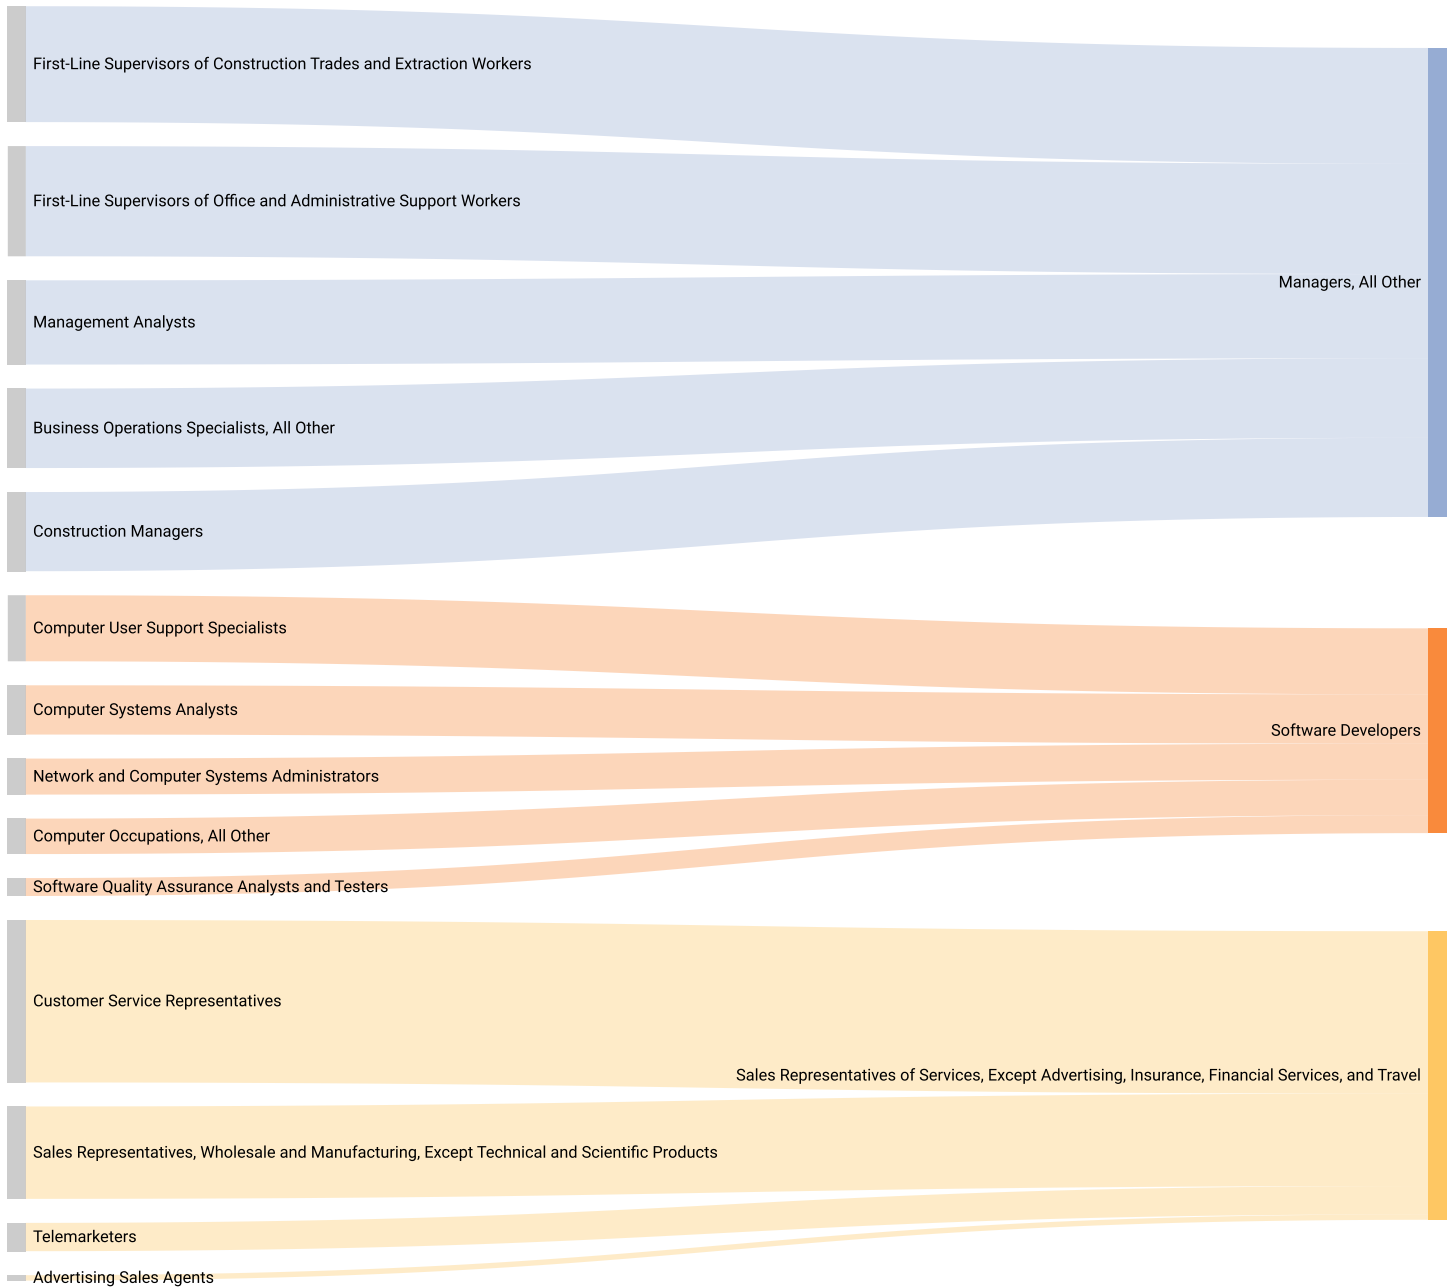 First-Line Supervisors of Construction Trades and Extraction Workers
First-Line Supervisors of Office and Administrative Support Workers
Managers, All Other
Management Analysts
Business Operations Specialists, All Other
Construction Managers
Computer User Support Specialists
Computer Systems Analysts
Software Developers
Network and Computer Systems Administrators
Computer Occupations, All Other
Software Quality Assurance Analysts and Testers
Customer Service Representatives
Sales Representatives of Services, Except Advertising, Insurance, Financial Services, and Travel
Sales Representatives, Wholesale and Manufacturing, Except Technical and Scientific Products
Telemarketers
Advertising Sales Agents